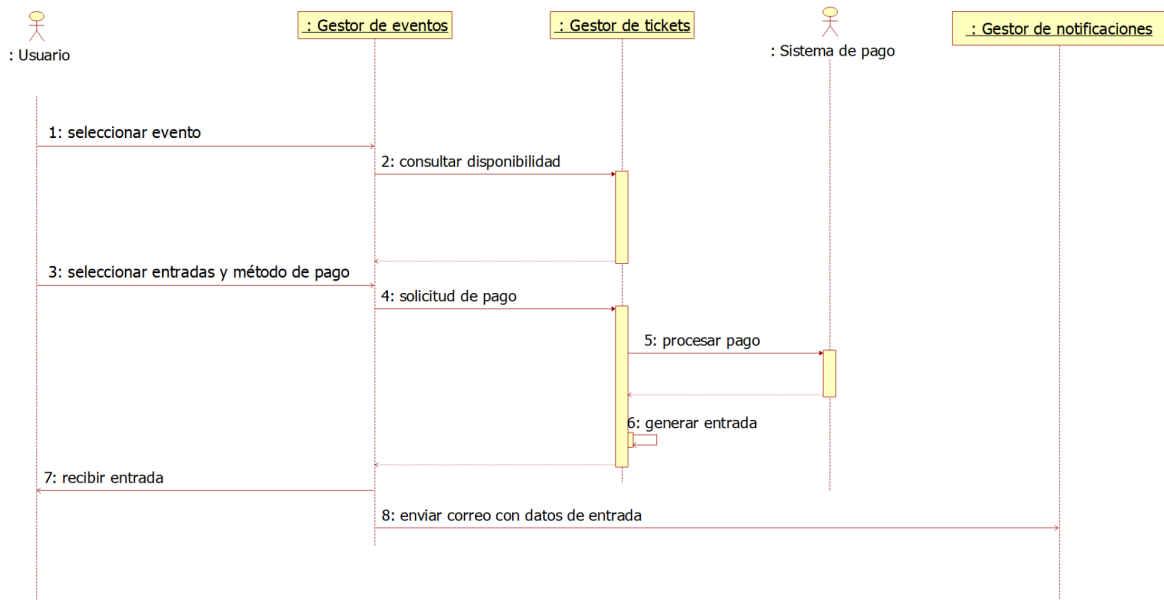 : Usuario
: Gestor de eventos
: Gestor de tickets
: Sistema de pago
: Gestor de notificaciones
1: seleccionar evento
2: consultar disponibilidad
3: seleccionar entradas y método de pago
4: solicitud de pago
5: procesar pago
6: generar entrada
7: recibir entrada
8: enviar correo con datos de entrada